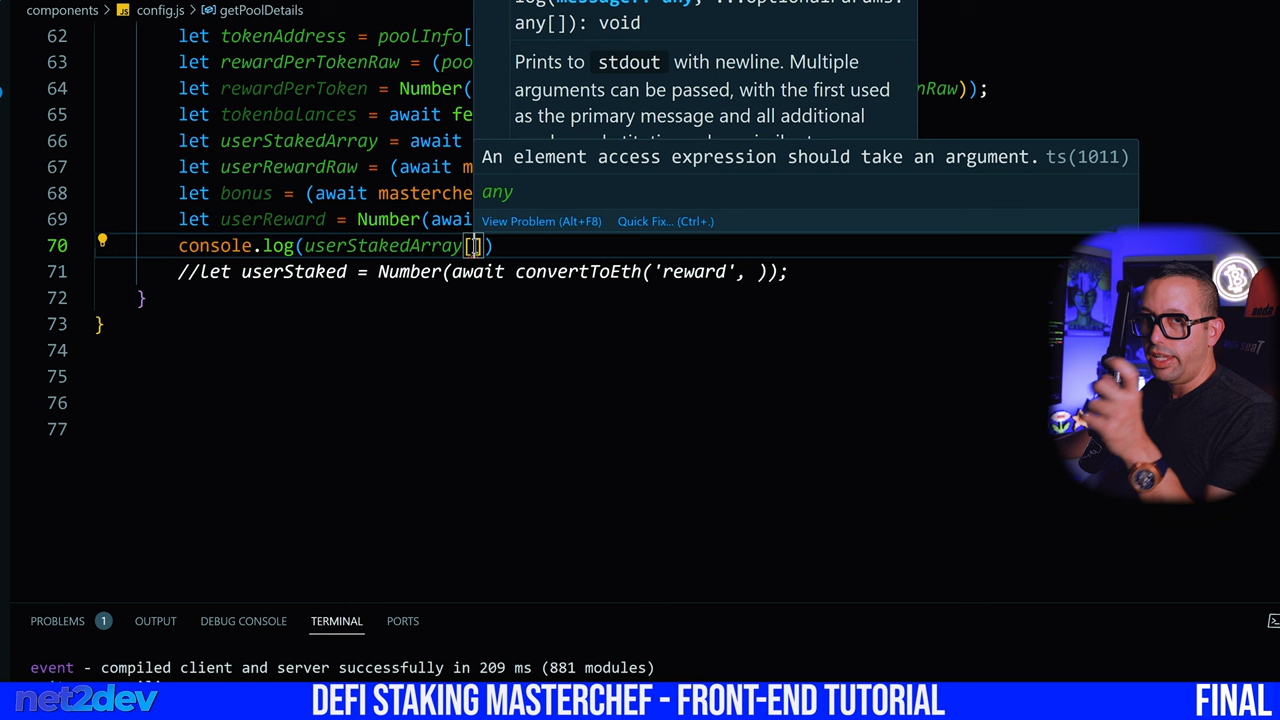 components > config.js > getPoolDetails
any[]): void
Prints to stdout with newline. Multiple
arguments can be passed, with the first used
as the primary message and all additional
62 let tokenAddress = poolInfo[
63 let rewardPerTokenRaw = (poo
64 let rewardPerToken = Number( nRaw));
65 let tokenbalances = await fe
66 let userStakedArray = await
67 let userRewardRaw = (await m
68 let bonus = (await masterche
69 let userReward = Number(awai
An element access expression should take an argument. ts(1011)
any
View Problem (Alt+F8) Quick Fix... (Ctrl+.)
70 console.log(userStakedArray[])
71 //let userStaked = Number(await convertToEth('reward', ));
72 }
73 }
74
75
76
77
PROBLEMS 1 OUTPUT DEBUG CONSOLE TERMINAL PORTS
event - compiled client and server successfully in 209 ms (881 modules)
net2dev DEFI STAKING MASTERCHEF - FRONT-END TUTORIAL FINAL